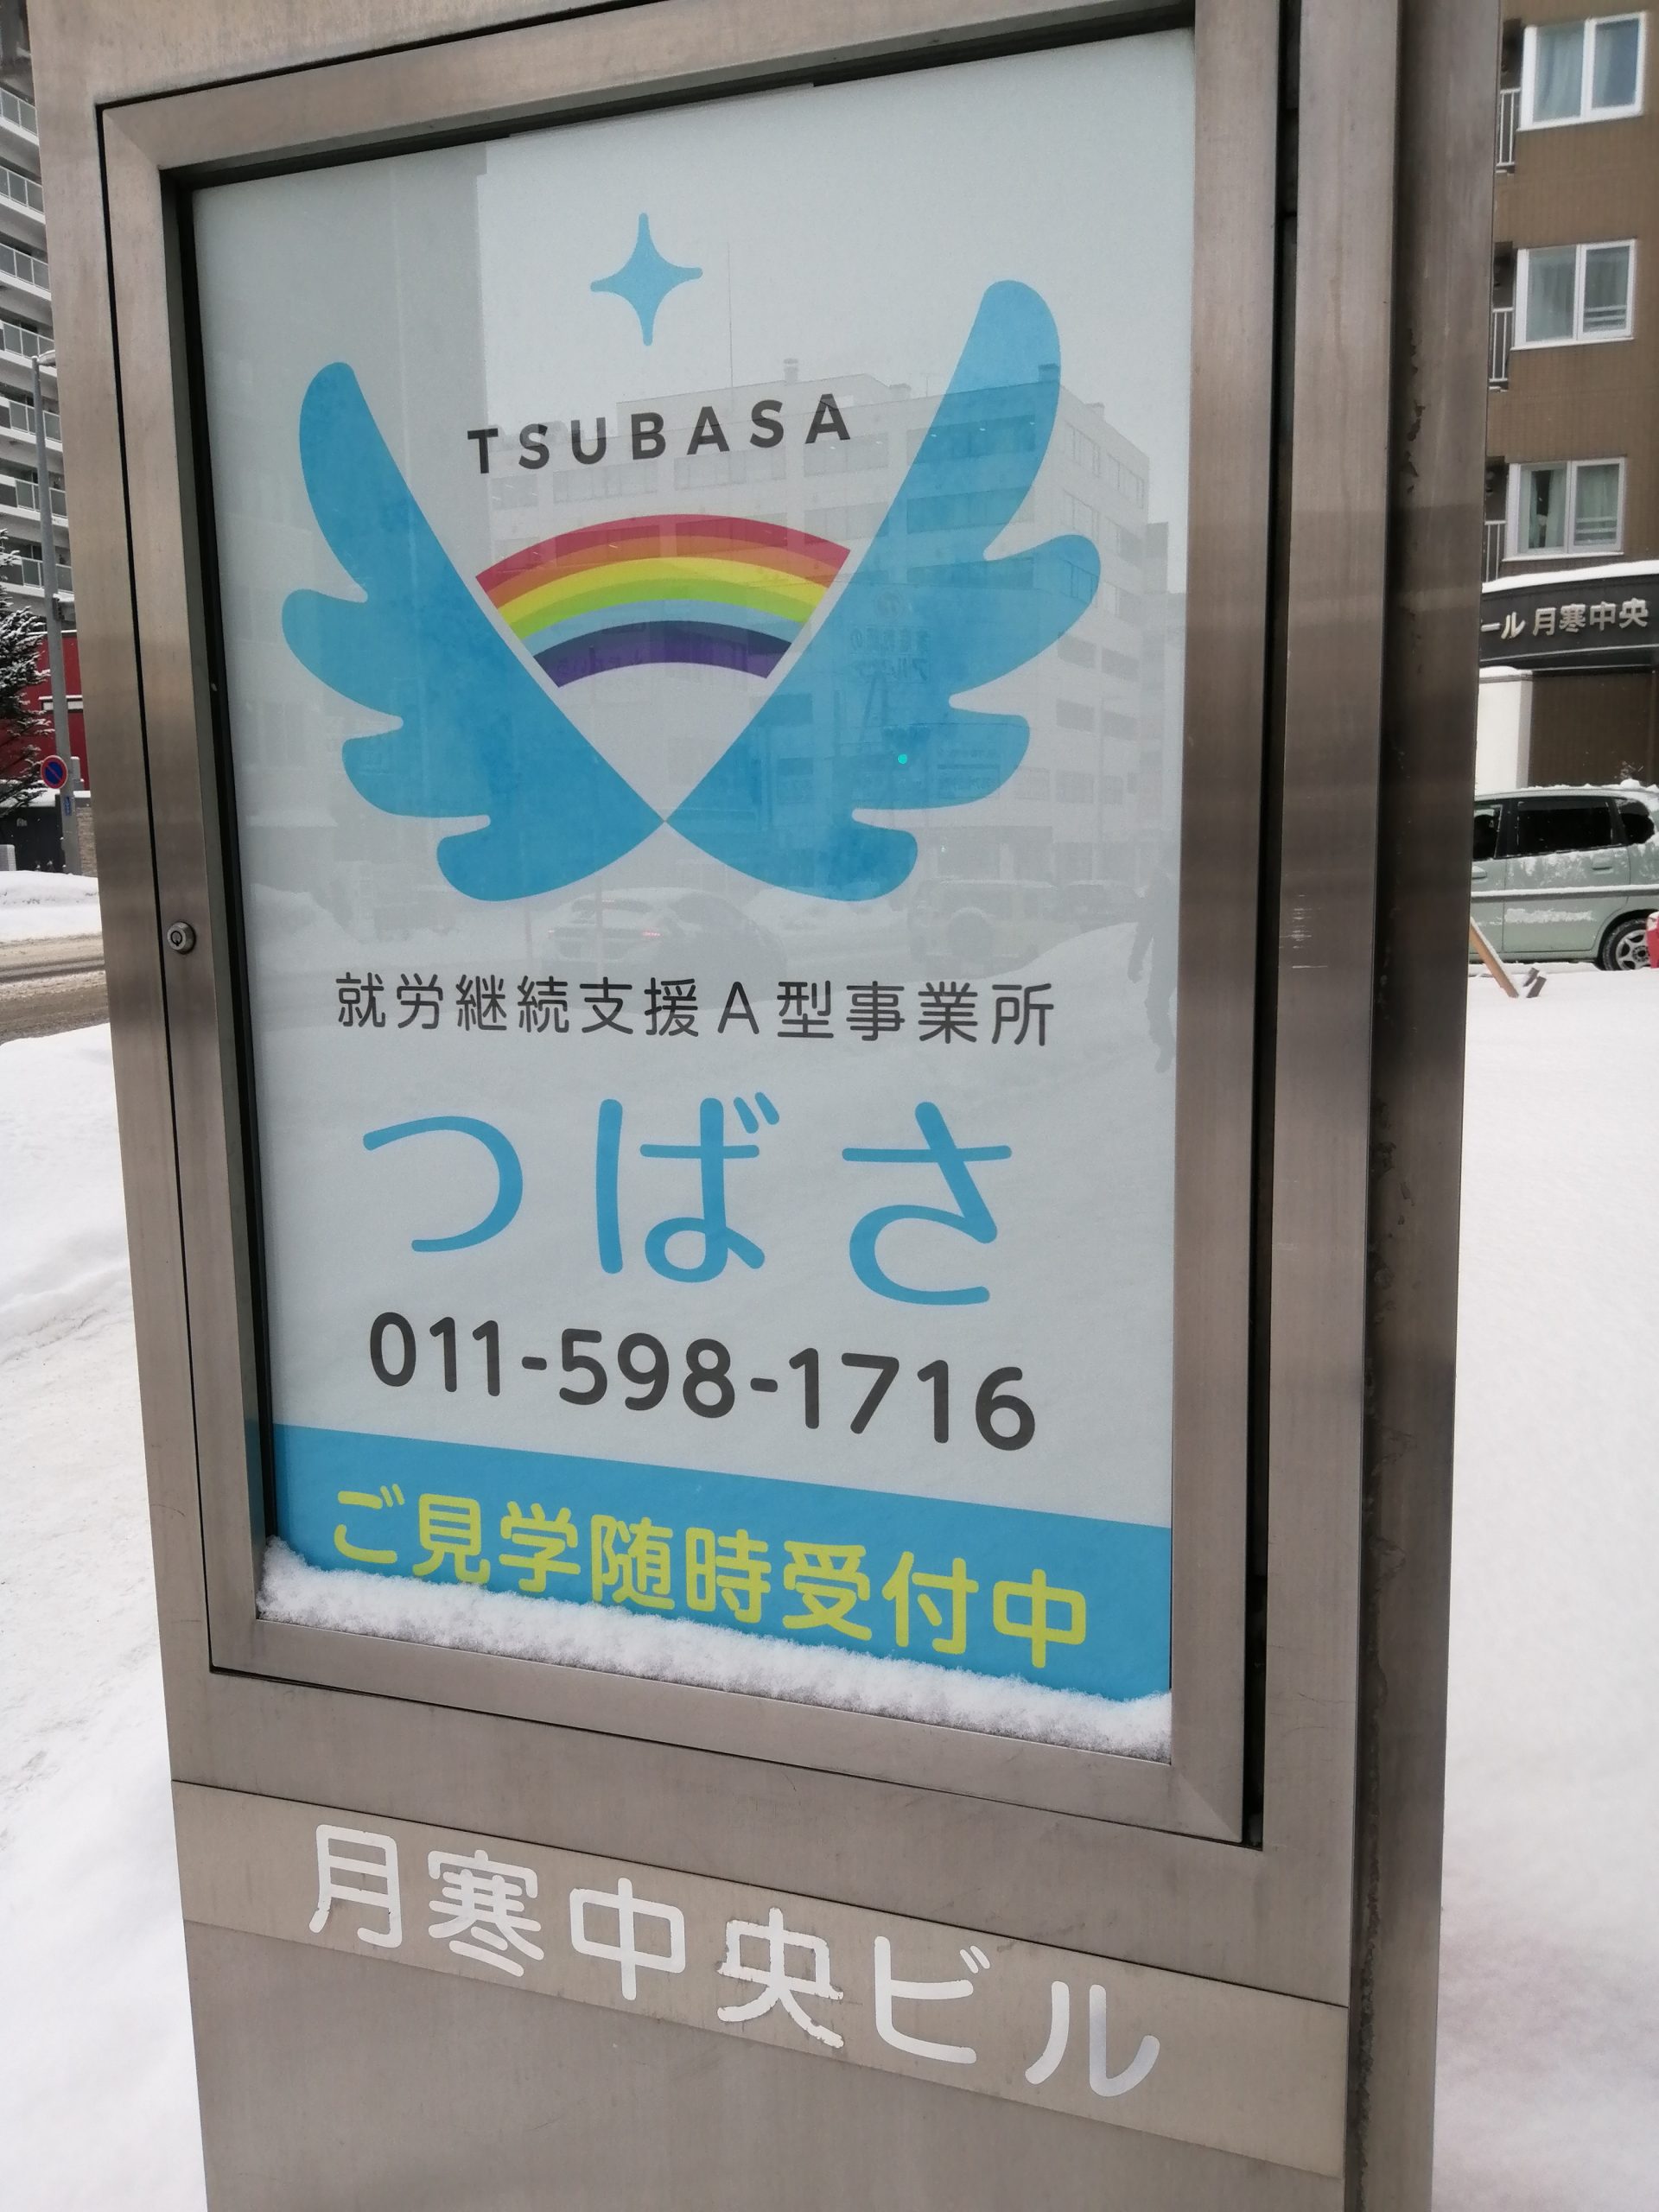 TSUBASA
就労継続支援A型事業所
つばさ
011-598-1716
ご見学随時受付中
月寒中央ビル
ール 月寒中央